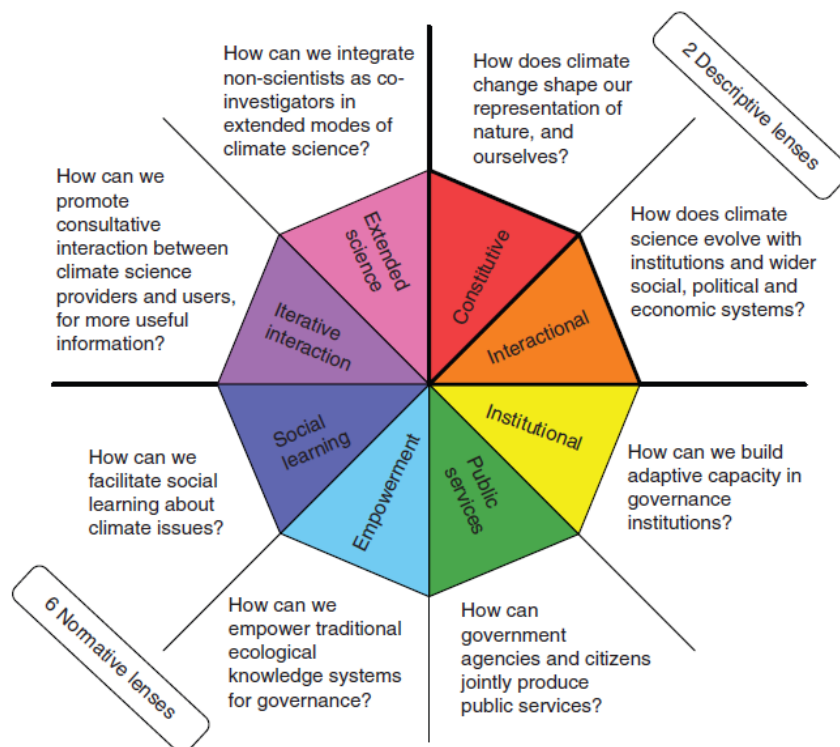 How can we integrate
non-scientists as co-
investigators in
extended modes of
climate science?
How does climate
change shape our
representation of
nature, and
ourselves?
2 Descriptive lenses
How can we
promote
consultative
interaction between
climate science
providers and users,
for more useful
information?
Extended
science
Constitutive
How does climate
science evolve with
institutions and wider
social, political and
economic systems?
Iterative
interaction
Interactional
Social
learning
Institutional
Empowerment
Public
services
How can we
facilitate social
learning about
climate issues?
How can we build
adaptive capacity in
governance
institutions?
6 Normative lenses
How can we
empower traditional
ecological
knowledge systems
for governance?
How can
government
agencies and citizens
jointly produce
public services?